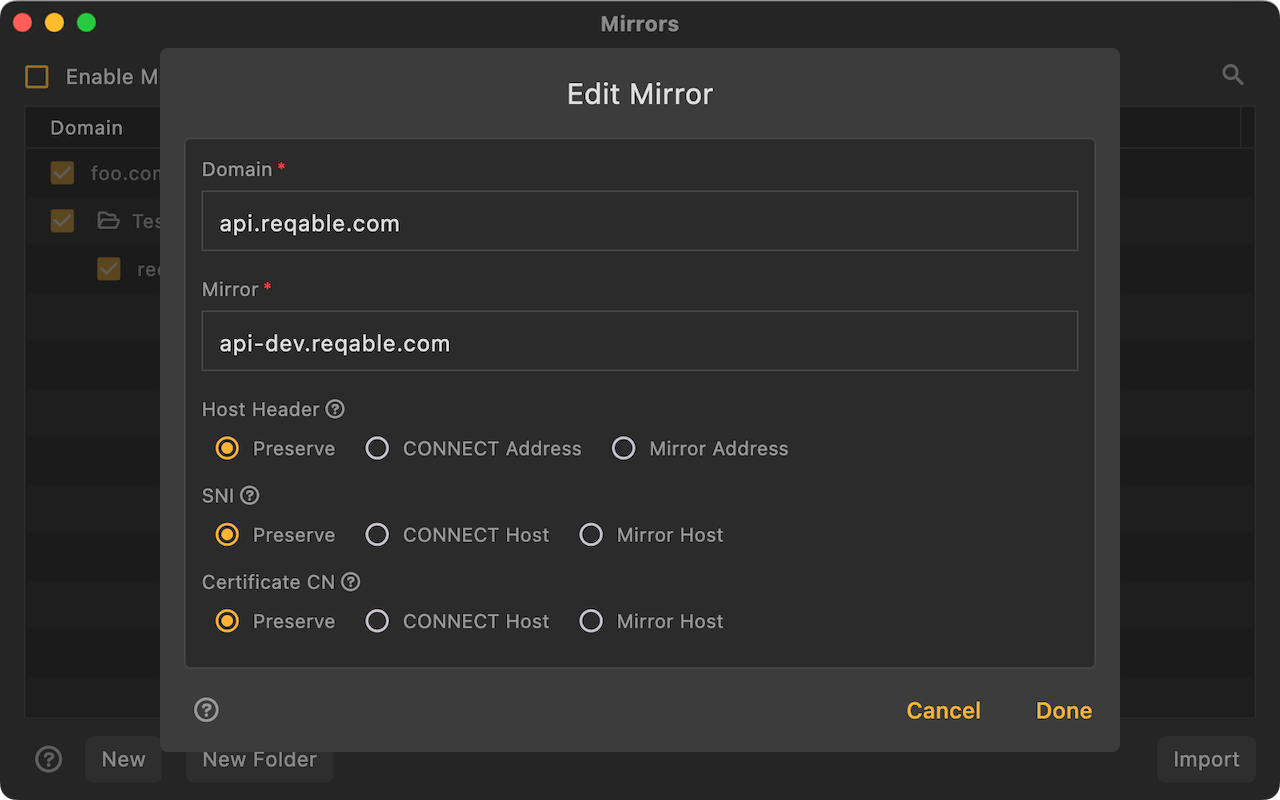 Mirrors
Enable M
Edit Mirror
Domain
Domain *
foo.con
api.reqable.com
Tes
Mirror *
rec
api-dev.reqable.com
Host Header ?
Preserve CONNECT Address Mirror Address
SNI ?
Preserve CONNECT Host Mirror Host
Certificate CN ?
Preserve CONNECT Host Mirror Host
? Cancel Done
? New New Folder Import